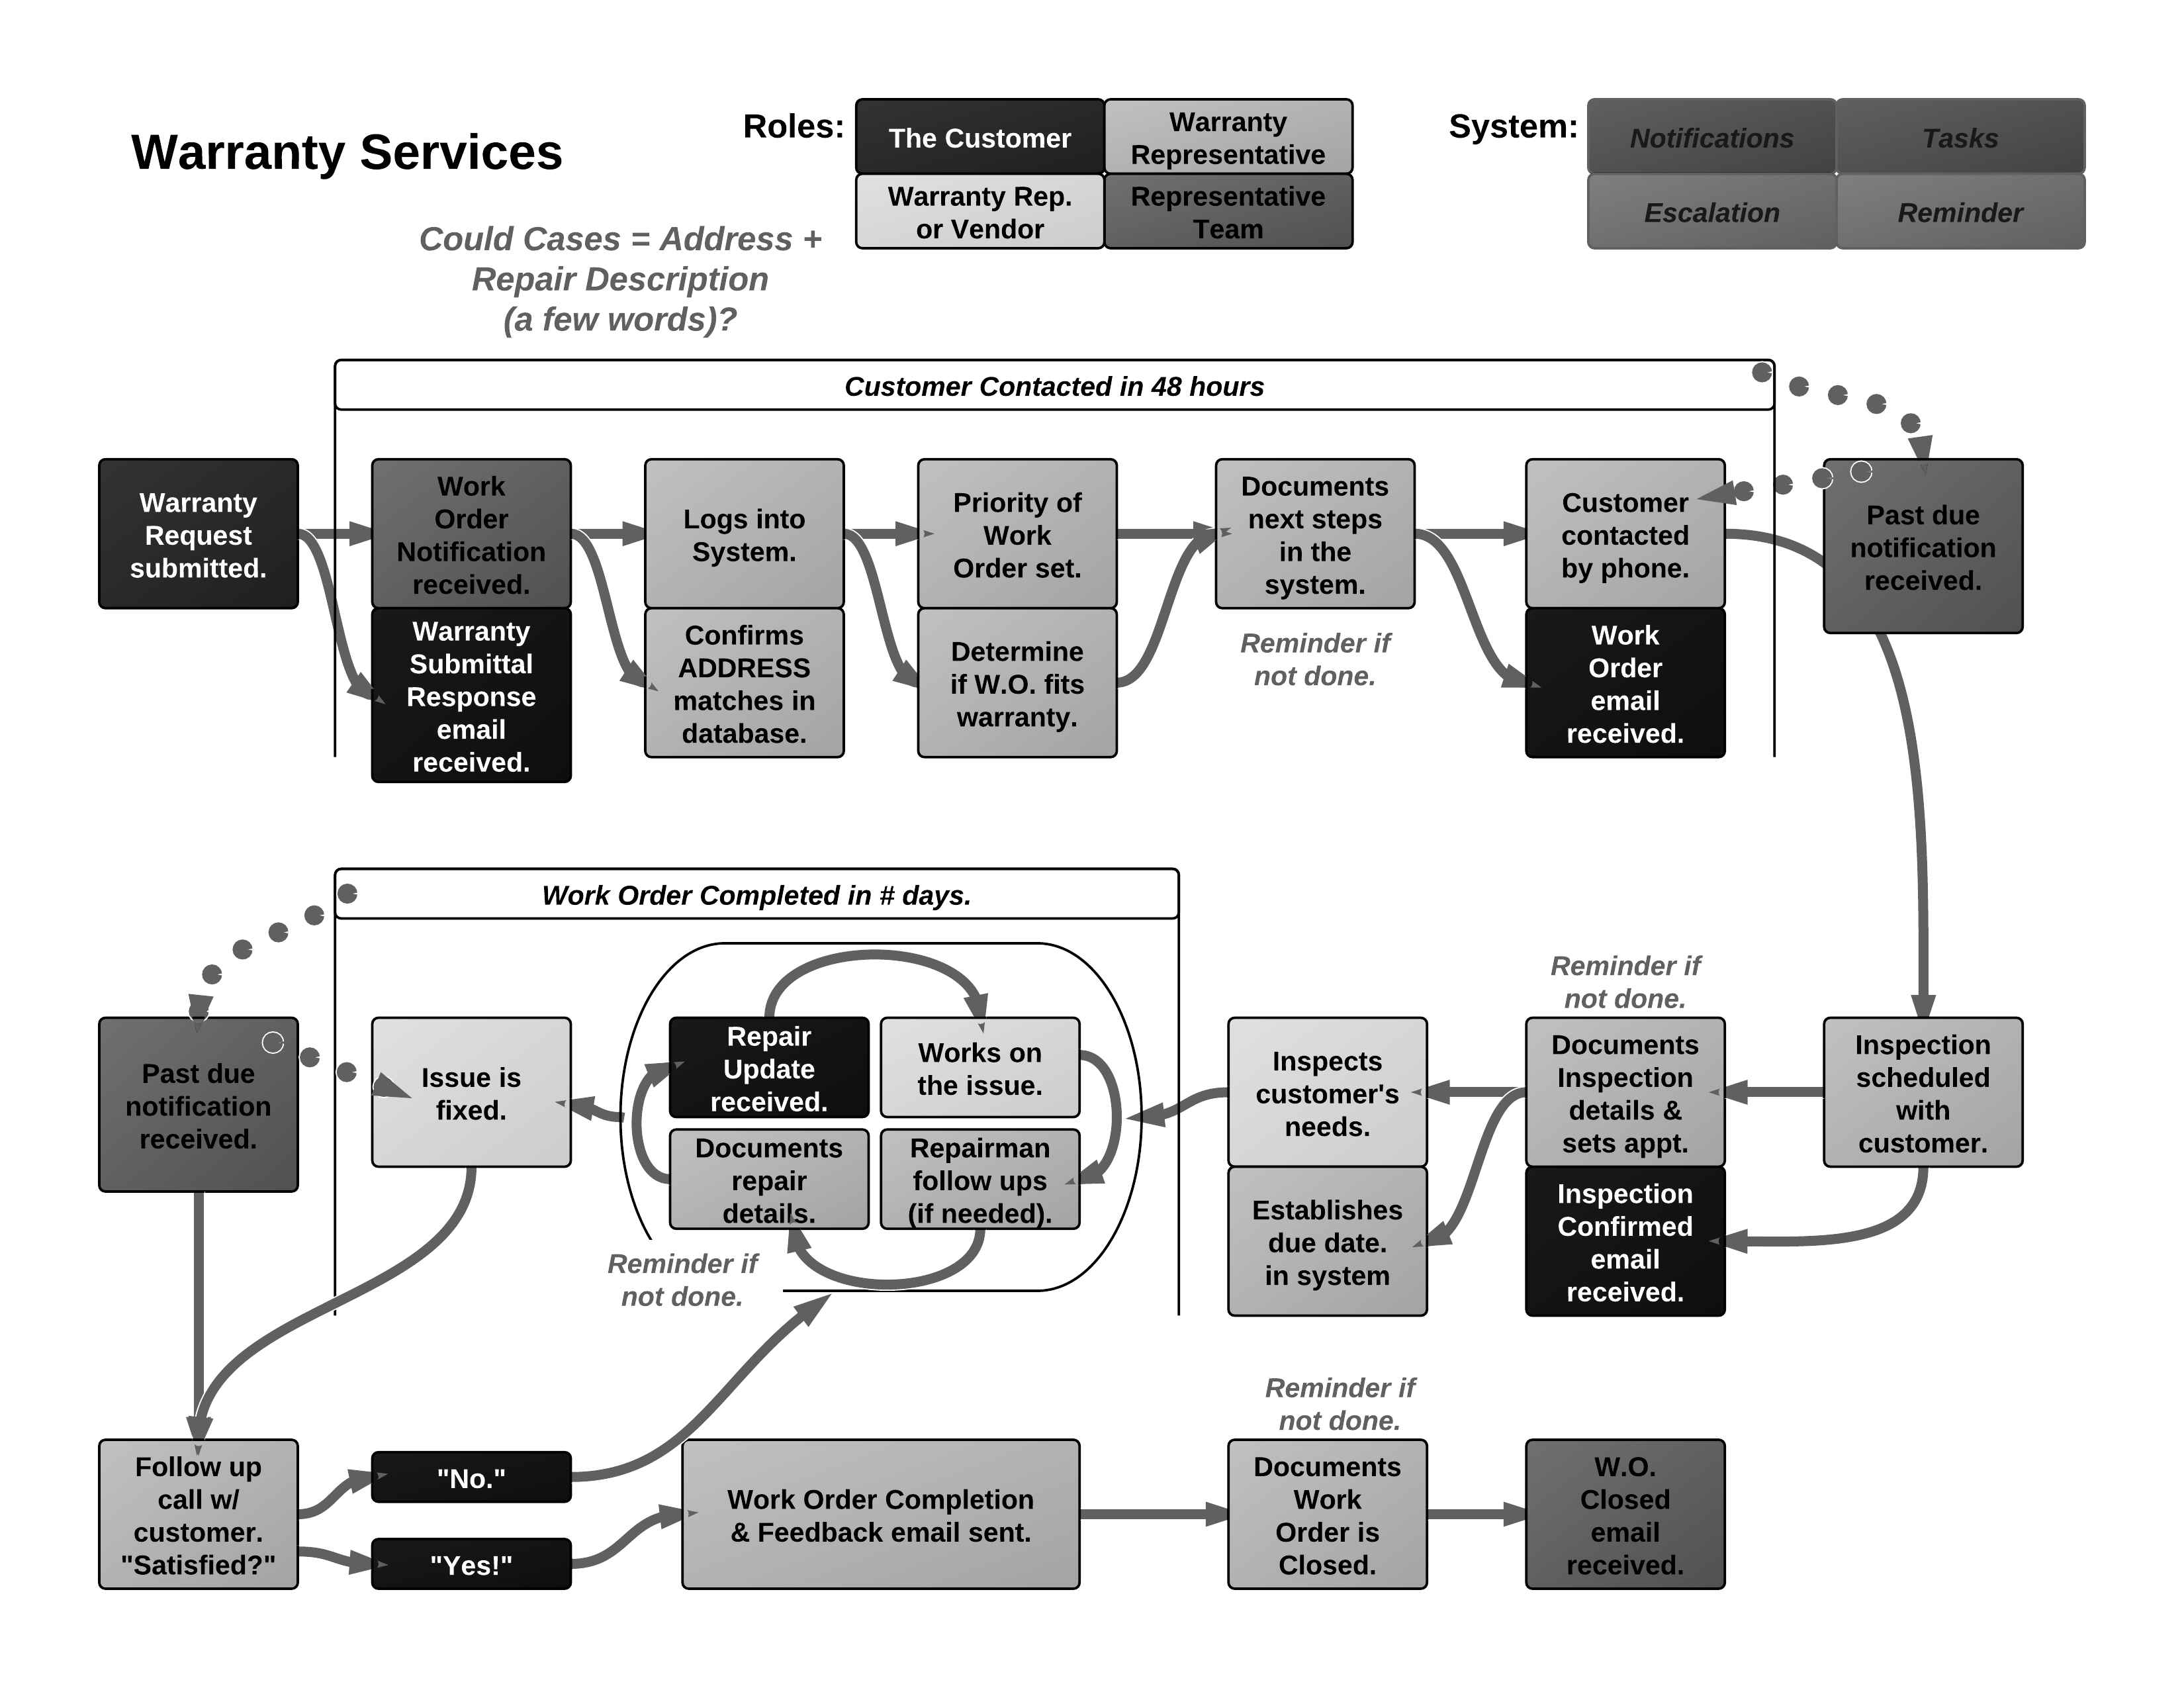 Warranty Services
Roles:
The Customer
Warranty
Representative
Warranty Rep.
or Vendor
Representative
Team
System:
Notifications
Tasks
Escalation
Reminder
Could Cases = Address +
Repair Description
(a few words)?
Customer Contacted in 48 hours
Warranty
Request
submitted.
Work
Order
Notification
received.
Warranty
Submittal
Response
email
received.
Logs into
System.
Confirms
ADDRESS
matches in
database.
Priority of
Work
Order set.
Determine
if W.O. fits
warranty.
Documents
next steps
in the
system.
Reminder if
not done.
Customer
contacted
by phone.
Work
Order
email
received.
Past due
notification
received.
Work Order Completed in # days.
Past due
notification
received.
Issue is
fixed.
Repair
Update
received.
Works on
the issue.
Documents
repair
details.
Repairman
follow ups
(if needed).
Reminder if
not done.
Inspects
customer's
needs.
Establishes
due date.
in system
Reminder if
not done.
Documents
Inspection
details &
sets appt.
Inspection
Confirmed
email
received.
Inspection
scheduled
with
customer.
Follow up
call w/
customer.
"Satisfied?"
"No."
"Yes!"
Work Order Completion
& Feedback email sent.
Reminder if
not done.
Documents
Work
Order is
Closed.
W.O.
Closed
email
received.